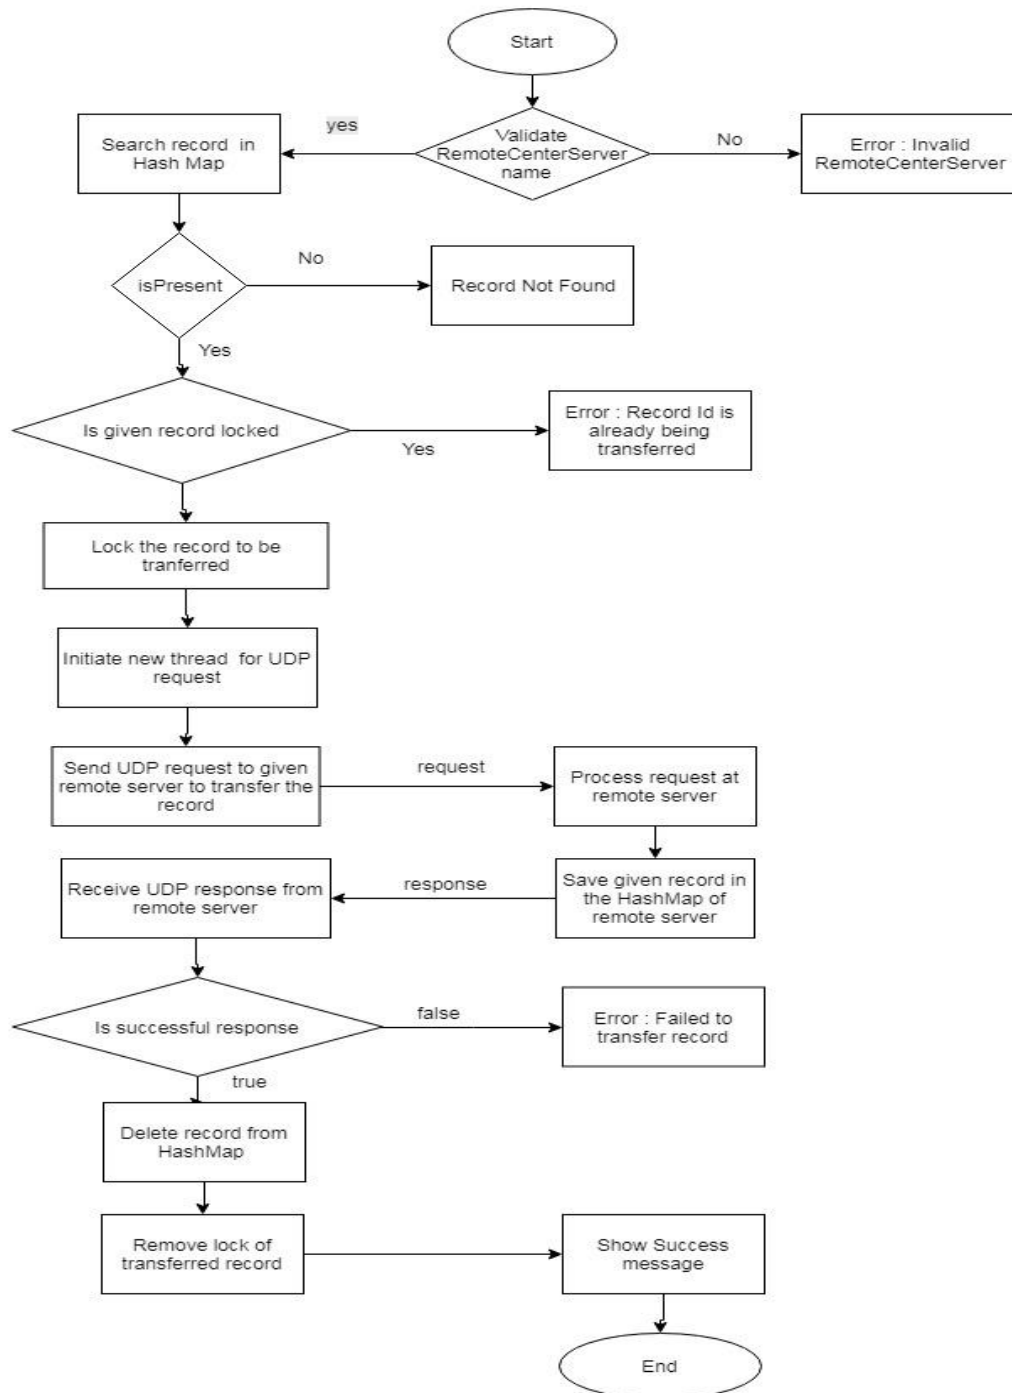 Start
yes
Search record in
Hash Map
Validate
RemoteCenterServer
name
No
Error : Invalid
RemoteCenterServer
isPresent
No
Record Not Found
Yes
Is given record locked
Yes
Error : Record Id is
already being
transferred
Lock the record to be
tranferred
Initiate new thread for UDP
request
Send UDP request to given
remote server to transfer the
record
request
Process request at
remote server
Receive UDP response from
remote server
response
Save given record in
the HashMap of
remote server
Is successful response
false
Error : Failed to
transfer record
true
Delete record from
HashMap
Remove lock of
transferred record
Show Success
message
End